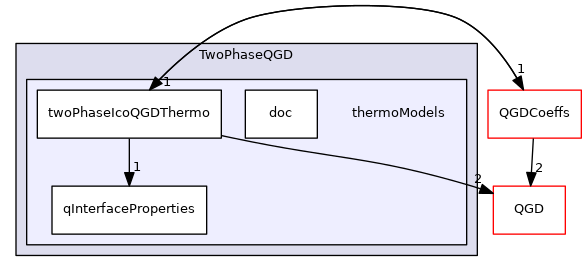 TwoPhaseQGD
1
1
twoPhaseIcoQGDThermo
doc
thermoModels
QGDCoeffs
1
2
2
qInterfaceProperties
QGD